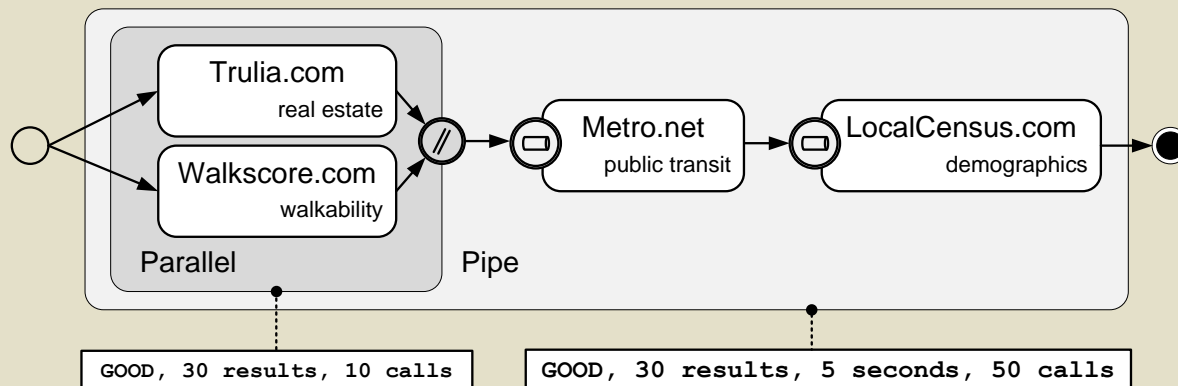 Trulia.com
real estate
Walkscore.com
walkability
Parallel
//
Metro.net
public transit
LocalCensus.com
demographics
Pipe
GOOD, 30 results, 10 calls
GOOD, 30 results, 5 seconds, 50 calls